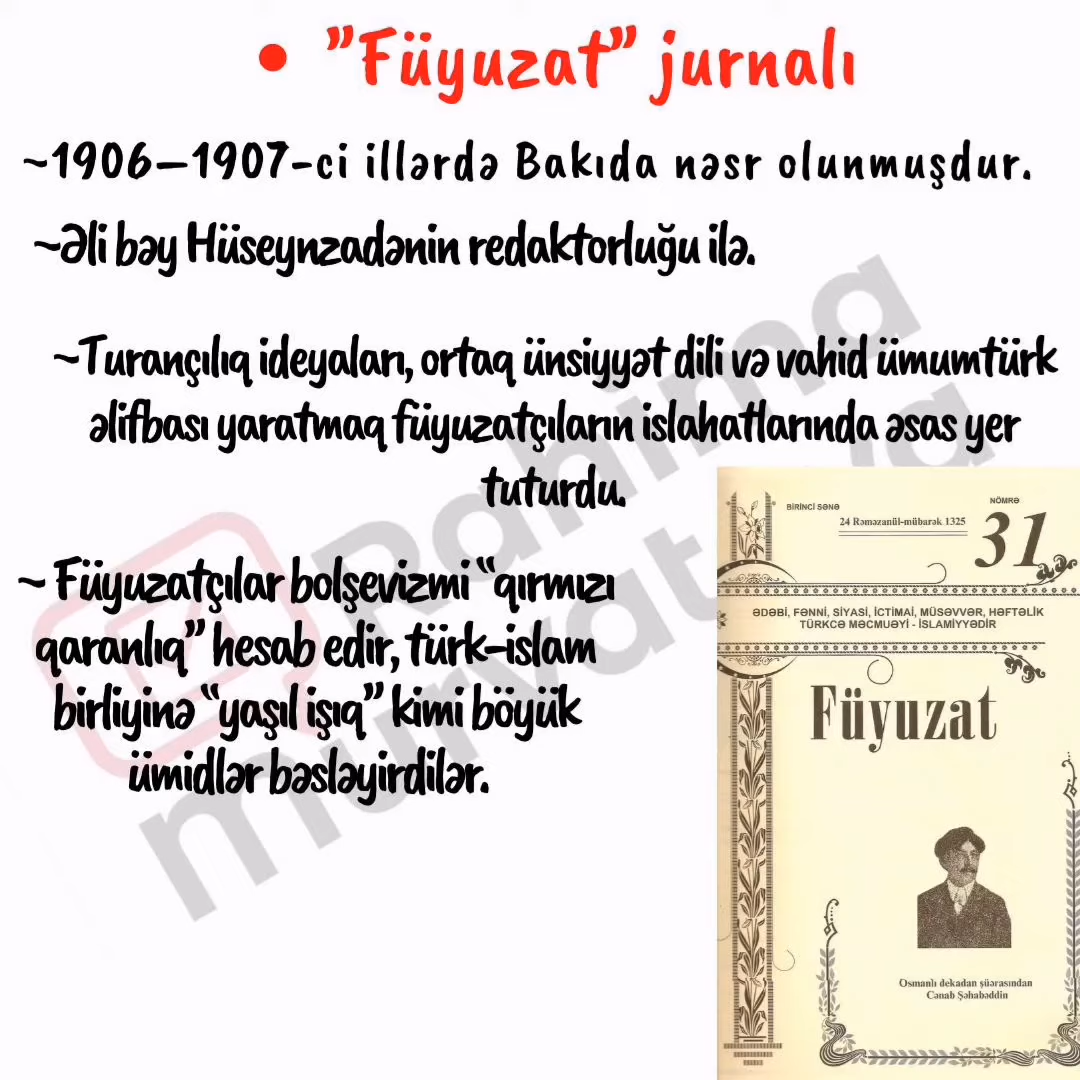 • ”Füyuzat” jurnalı
~1906–1907-ci illərdə Bakıda nəsr olunmuşdur.
~Əli bəy Hüseynzadənin redaktorluğu ilə.
~Turançılıq ideyaları, ortaq ünsiyyət dili və vahid ümumtürk
əlifbası yaratmaq füyuzatçıların islahatlarında əsas yer
tuturdu.
~ Füyuzatçılar bolşevizmi “qırmızı
qaranlıq” hesab edir, türk-islam
birliyinə “yaşıl işıq” kimi böyük
ümidlər bəsləyirdilər.
BİRİNCİ SƏNƏ
NÖMRƏ
24 Rəməzanül-mübarək 1325
31
ƏDƏBİ, FƏNNİ, SİYASİ, İCTİMAİ, MÜSƏVVƏR, HƏFTƏLİK
TÜRKCƏ MƏCMUƏYİ - İSLAMİYYƏDİR
Füyuzat
Osmanlı dekadan şüərasından
Cənab Şəhabəddin
Rahima